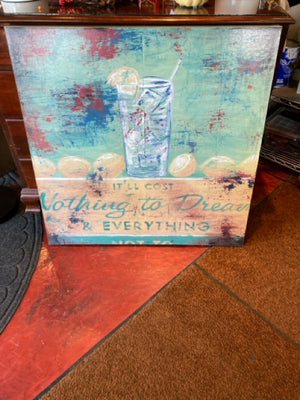 IT'LL COST
Nothing to Dream
& EVERYTHING
NOT TO